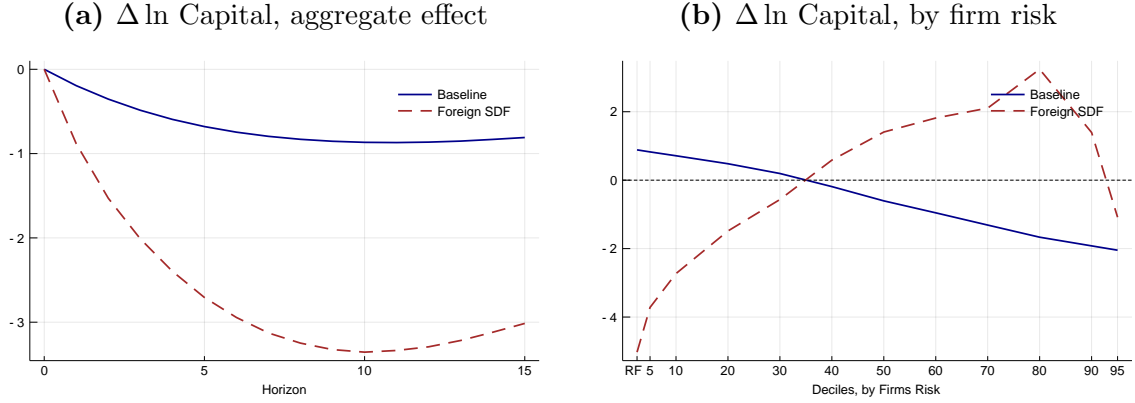 (a) Δ ln Capital, aggregate effect
0
- 1
- 2
- 3
Baseline
Foreign SDF
0 5 10 15
Horizon
(b) Δ ln Capital, by firm risk
2
0
- 2
- 4
Baseline
Foreign SDF
RF 5 10 20 30 40 50 60 70 80 90 95
Deciles, by Firms Risk